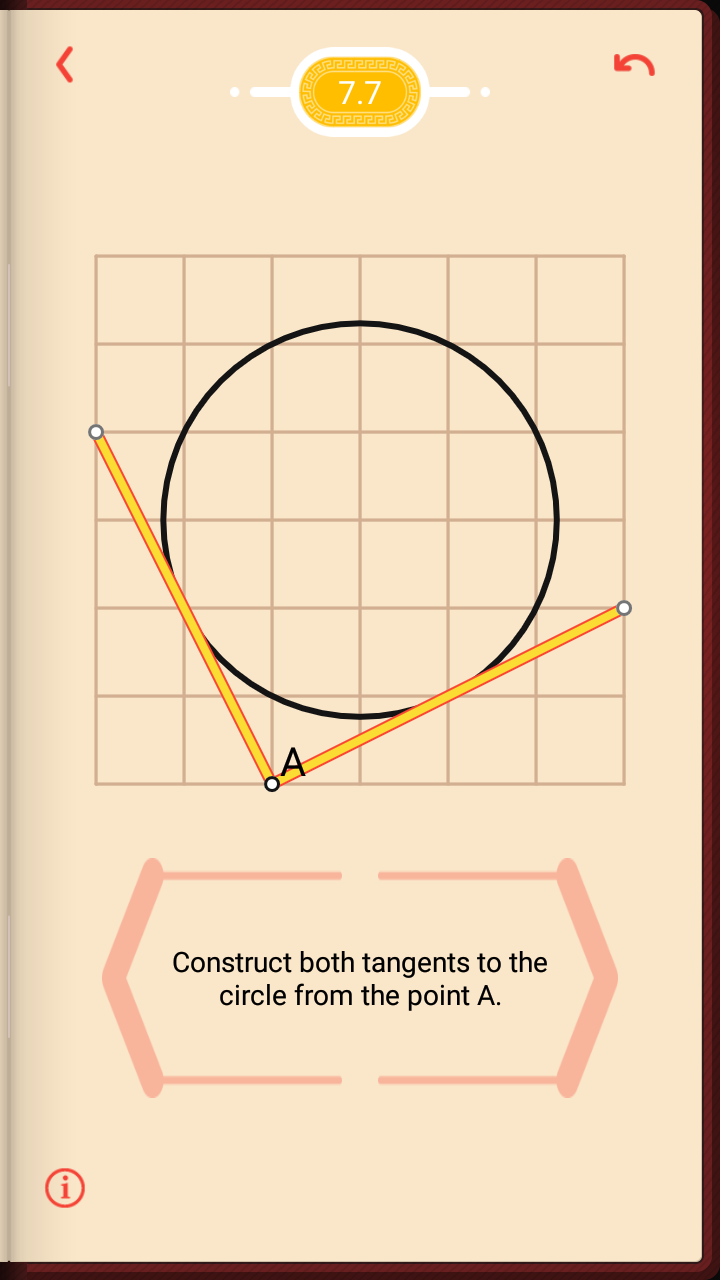 7.7
A
Construct both tangents to the
circle from the point A.
i